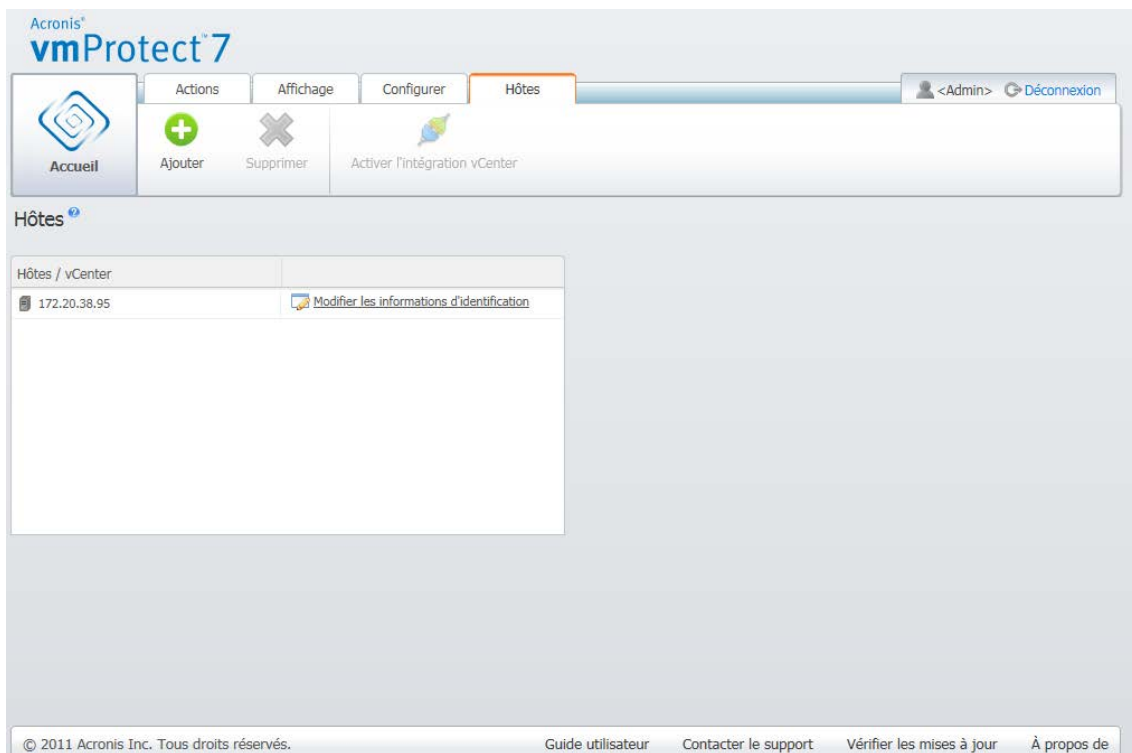 Acronis®
vmProtect™ 7
Actions
Affichage
Configurer
Hôtes
<Admin>
Déconnexion
Accueil
Ajouter
Supprimer
Activer l'intégration vCenter
Hôtes
Hôtes / vCenter
172.20.38.95
Modifier les informations d'identification
© 2011 Acronis Inc. Tous droits réservés.
Guide utilisateur
Contacter le support
Vérifier les mises à jour
À propos de